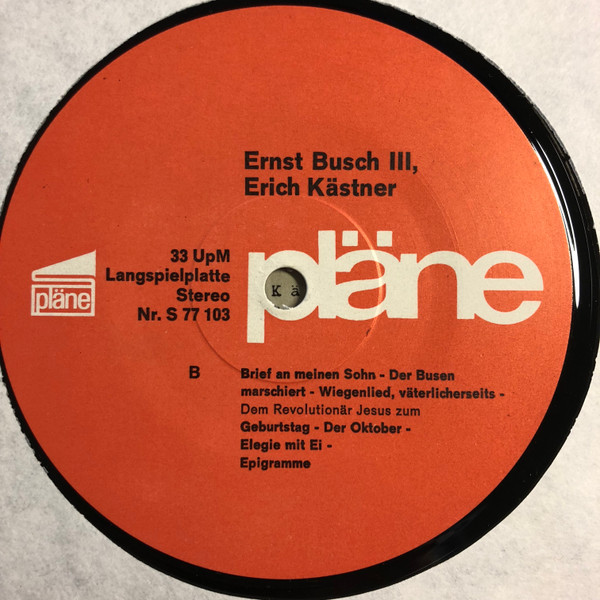 Ernst Busch III,
Erich Kästner
33 UpM
Langspielplatte
Stereo
Nr. S 77 103
pläne
Kä
pläne
B
Brief an meinen Sohn - Der Busen
marschiert - Wiegenlied, väterlicherseits -
Dem Revolutionär Jesus zum
Geburtstag - Der Oktober -
Elegie mit Ei -
Epigramme